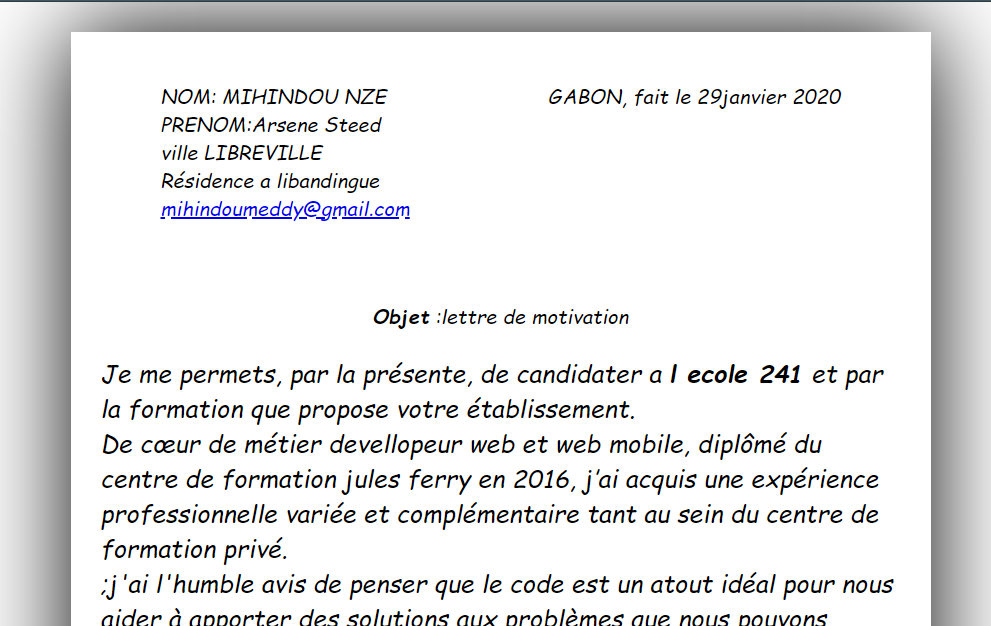 NOM: MIHINDOU NZE GABON, fait le 29janvier 2020
PRENOM:Arsene Steed
ville LIBREVILLE
Résidence a libandingue
mihindoumeddy@gmail.com
Objet :lettre de motivation
Je me permets, par la présente, de candidater a l ecole 241 et par
la formation que propose votre établissement.
De cœur de métier devellopeur web et web mobile, diplômé du
centre de formation jules ferry en 2016, j’ai acquis une expérience
professionnelle variée et complémentaire tant au sein du centre de
formation privé.
;j'ai l'humble avis de penser que le code est un atout idéal pour nous
aider à apporter des solutions aux problèmes que nous pouvons